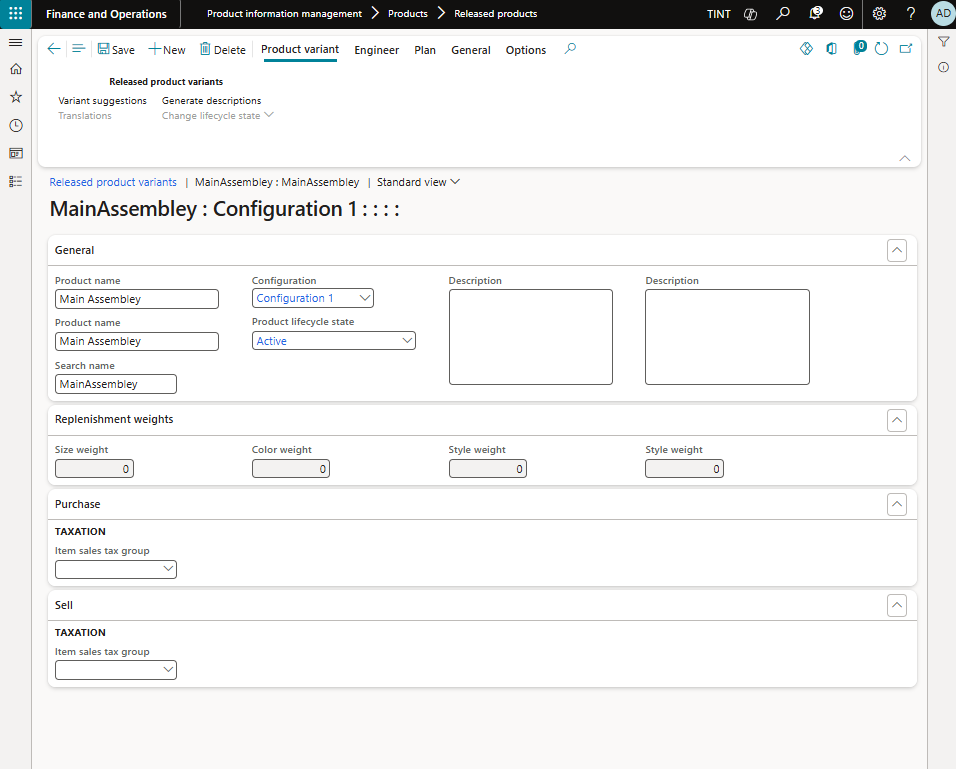 Finance and Operations
Product information management > Products > Released products
TINT
3
?
AD
Save
New
Delete
Product variant
Engineer
Plan
General
Options
0
Released product variants
Variant suggestions
Generate descriptions
Translations
Change lifecycle state
Released product variants | MainAssembley : MainAssembley | Standard view
MainAssembley : Configuration 1 : : : :
General
Product name
Configuration
Description
Description
Main Assembley
Configuration 1
Product name
Product lifecycle state
Main Assembley
Active
Search name
MainAssembley
Replenishment weights
Size weight
Color weight
Style weight
Style weight
0
0
0
0
Purchase
TAXATION
Item sales tax group
Sell
TAXATION
Item sales tax group